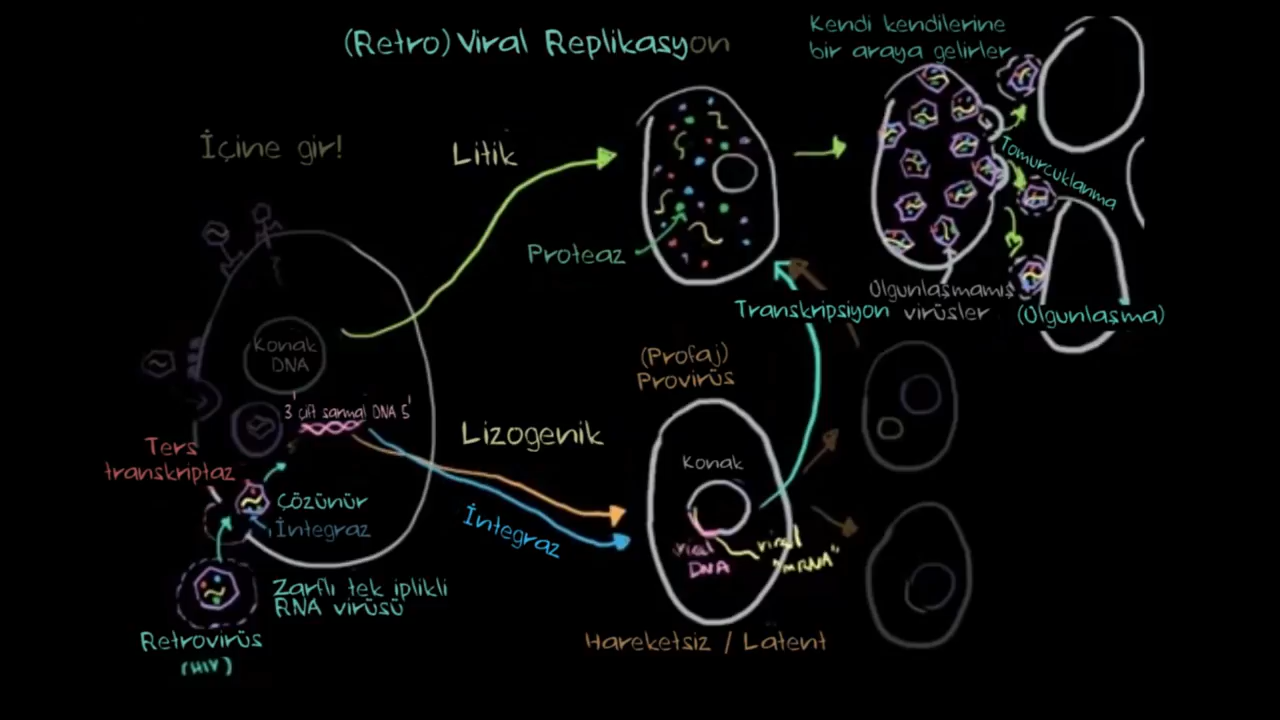 (Retro) Viral Replikasyon
Kendi kendilerine
bir araya gelirler
İçine gir!
Litik
Tomurcuklanma
Proteaz
Olgunlaşmamış
virüsler
(Olgunlaşma)
Transkripsiyon
Konak
DNA
(Profaj)
Provirüs
3' çift sarmal DNA 5'
Lizogenik
Ters
transkriptaz
Konak
Çözünür
İntegraz
İntegraz
viral
DNA
viral
"mRNA"
Zarflı tek iplikli
RNA virüsü
Retrovirüs
(HIV)
Hareketsiz / Latent